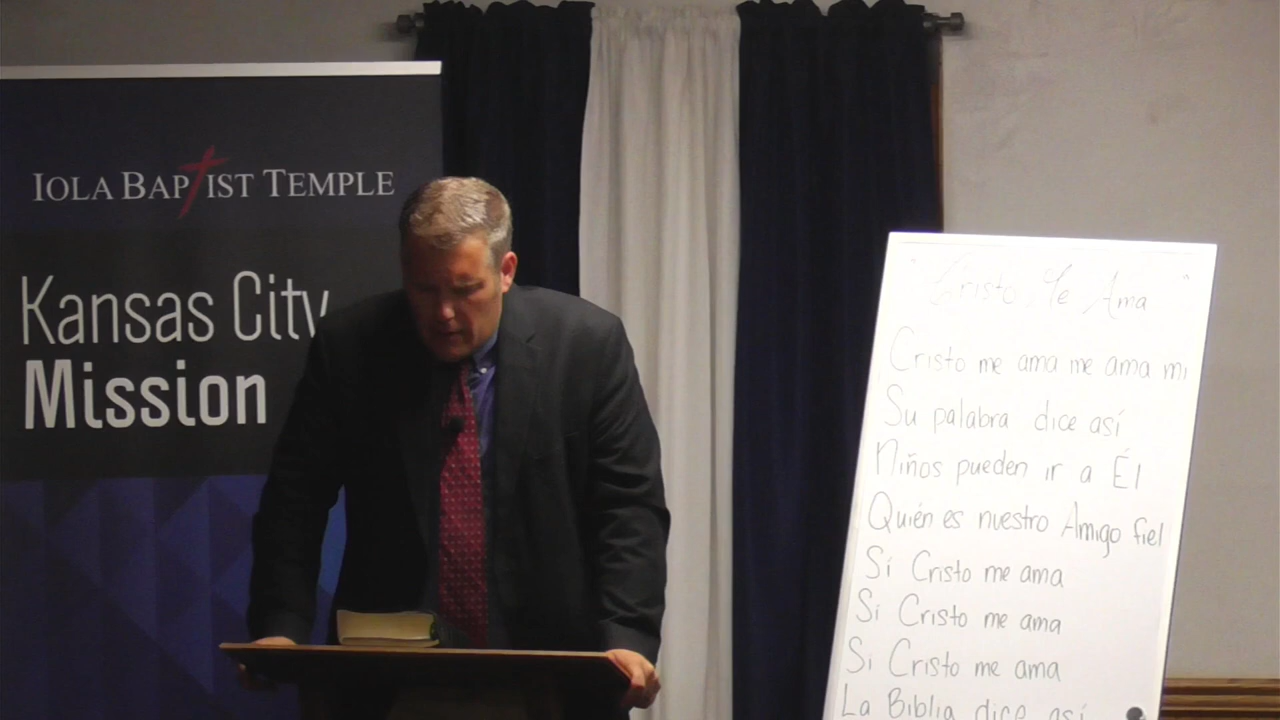 IOLA BAPTIST TEMPLE
Kansas City
Mission
"Cristo Me Ama"
Cristo me ama me ama mi
Su palabra dice así
Niños pueden ir a Él
Quién es nuestro Amigo fiel
Sí Cristo me ama
Si Cristo me ama
Si Cristo me ama
La Biblia dice así